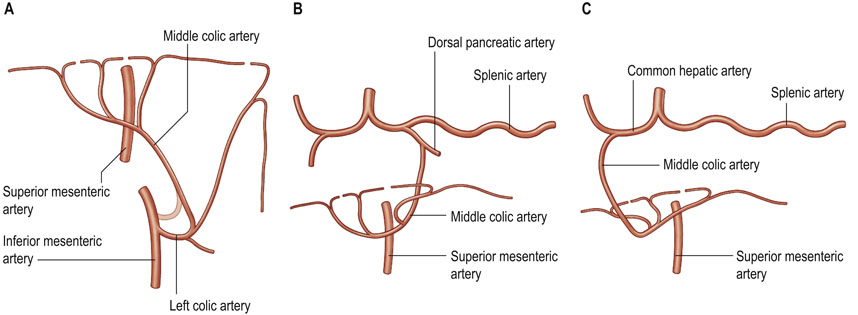 A
Middle colic artery
Superior mesenteric
artery
Inferior mesenteric
artery
Left colic artery
B
Dorsal pancreatic artery
Splenic artery
Middle colic artery
Superior mesenteric
artery
C
Common hepatic artery
Splenic artery
Middle colic artery
Superior mesenteric
artery